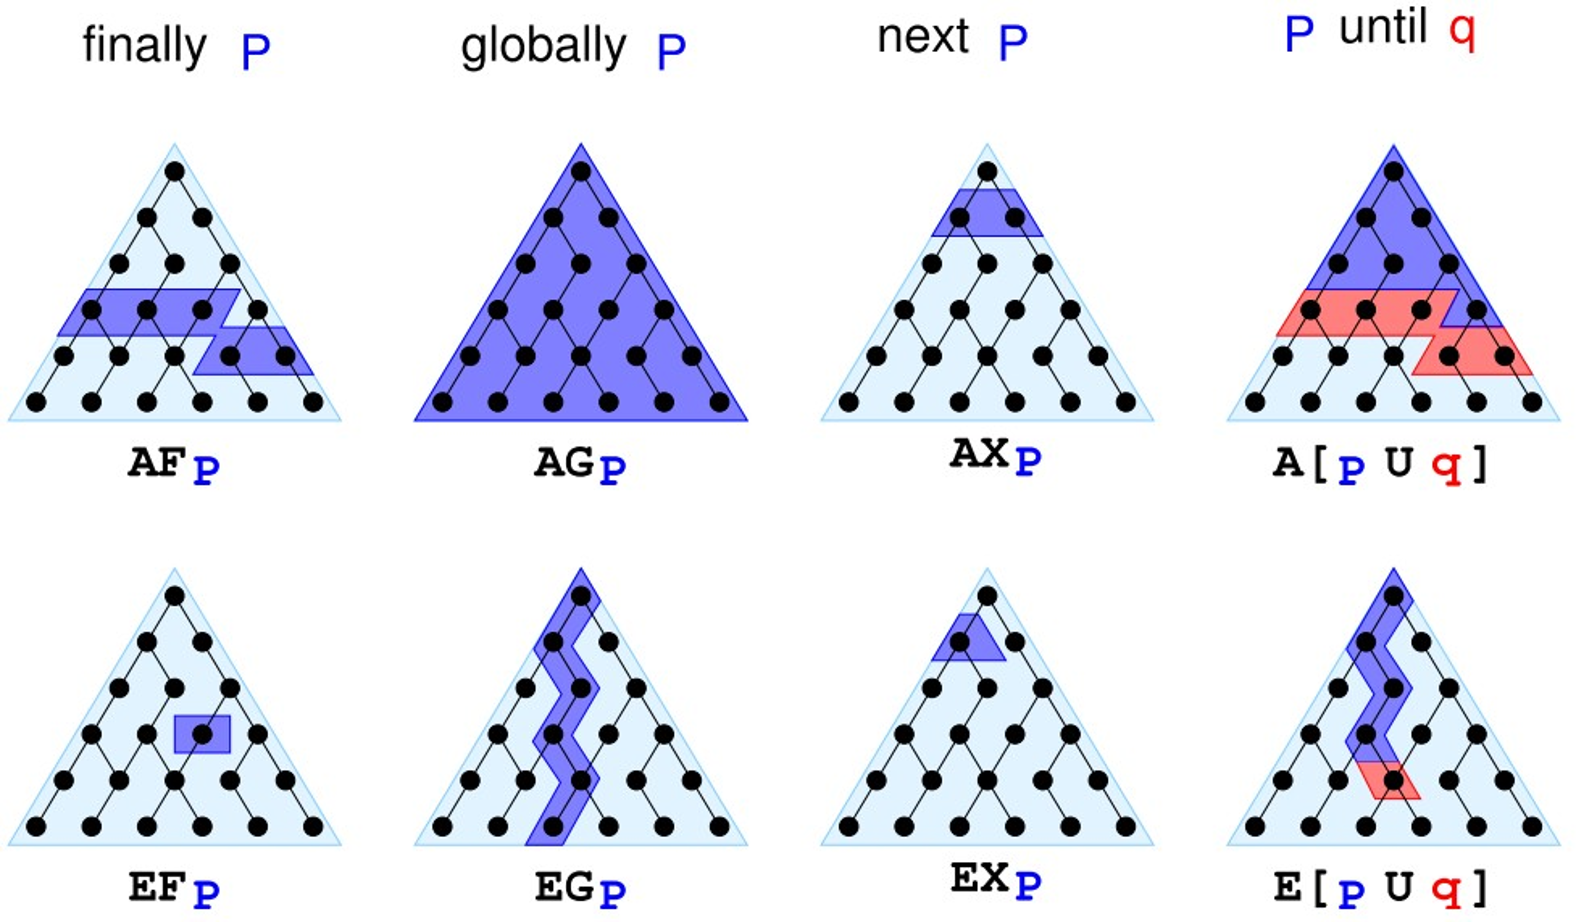 finally P
globally P
next P
P until q
AF P
AG P
AX P
A[ P U q ]
EF P
EG P
EX P
E[ P U q ]